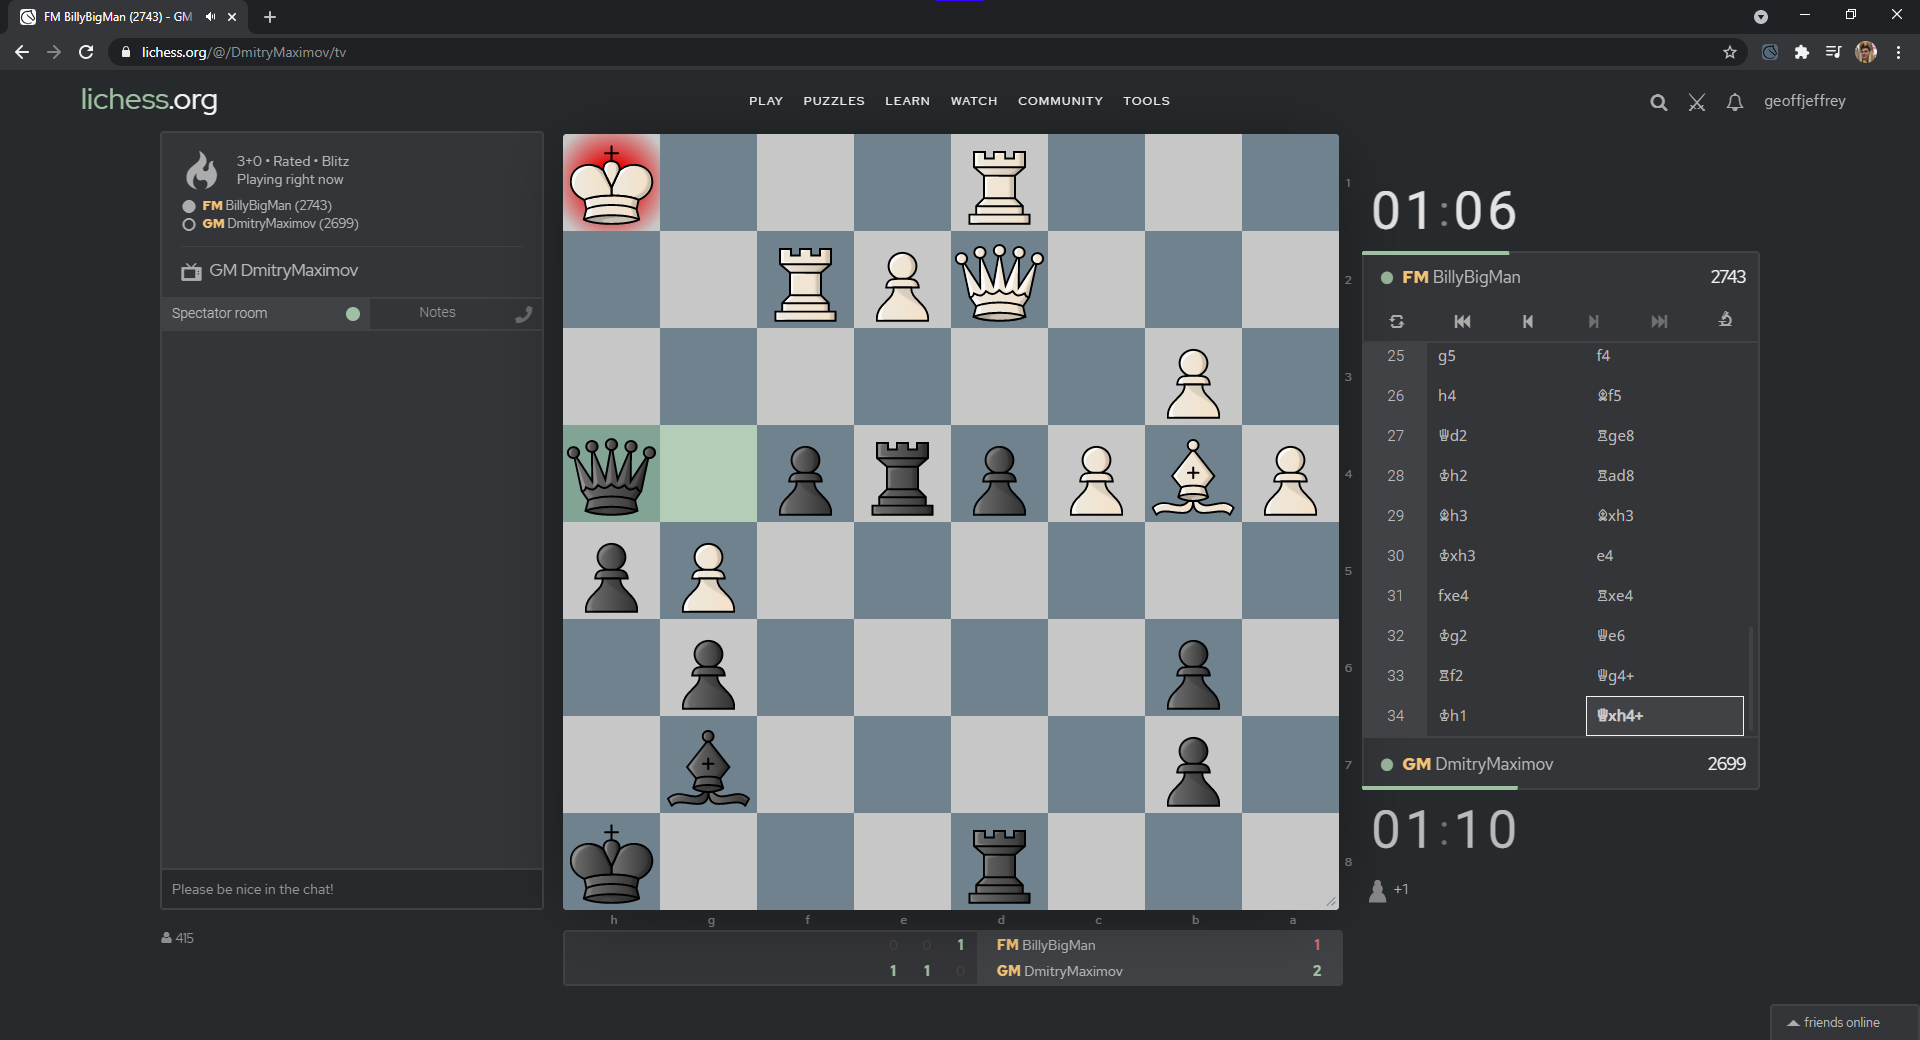 FM BillyBigMan (2743) - GM
lichess.org/@/DmitryMaximov/tv
lichess.org
PLAY PUZZLES LEARN WATCH COMMUNITY TOOLS
geoffjeffrey
3+0 • Rated • Blitz
Playing right now
FM BillyBigMan (2743)
GM DmitryMaximov (2699)
GM DmitryMaximov
Spectator room
Notes
Please be nice in the chat!
415
1
2
3
4
5
6
7
8
h g f e d c b a
0 0 1 FM BillyBigMan 1
1 1 0 GM DmitryMaximov 2
01:06
FM BillyBigMan 2743
25 g5 f4
26 h4 ♗f5
27 ♕d2 ♖ge8
28 ♔h2 ♖ad8
29 ♗h3 ♗xh3
30 ♔xh3 e4
31 fxe4 ♖xe4
32 ♔g2 ♕e6
33 ♖f2 ♕g4+
34 ♔h1 ♕xh4+
GM DmitryMaximov 2699
01:10
+1
friends online